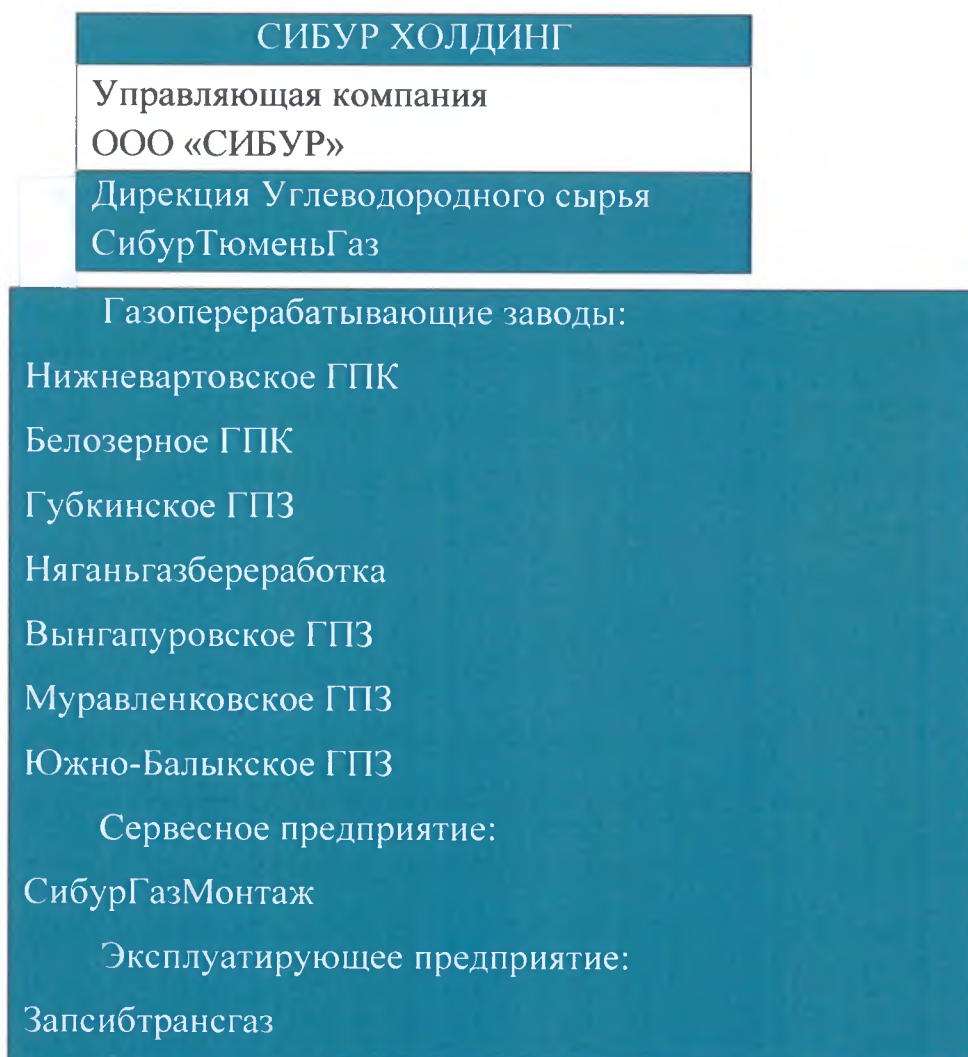 СИБУР ХОЛДИНГ
Управляющая компания
ООО «СИБУР»
Дирекция Углеводородного сырья
СибурТюменьГаз
Газоперерабатывающие заводы:
Нижневартовское ГПК
Белозерное ГПК
Губкинское ГПЗ
Няганьгазбереработка
Вынгапуровское ГПЗ
Муравленковское ГПЗ
Южно-Балыкское ГПЗ
Сервесное предприятие:
СибурГазМонтаж
Эксплуатирующее предприятие:
Запсибтрансгаз